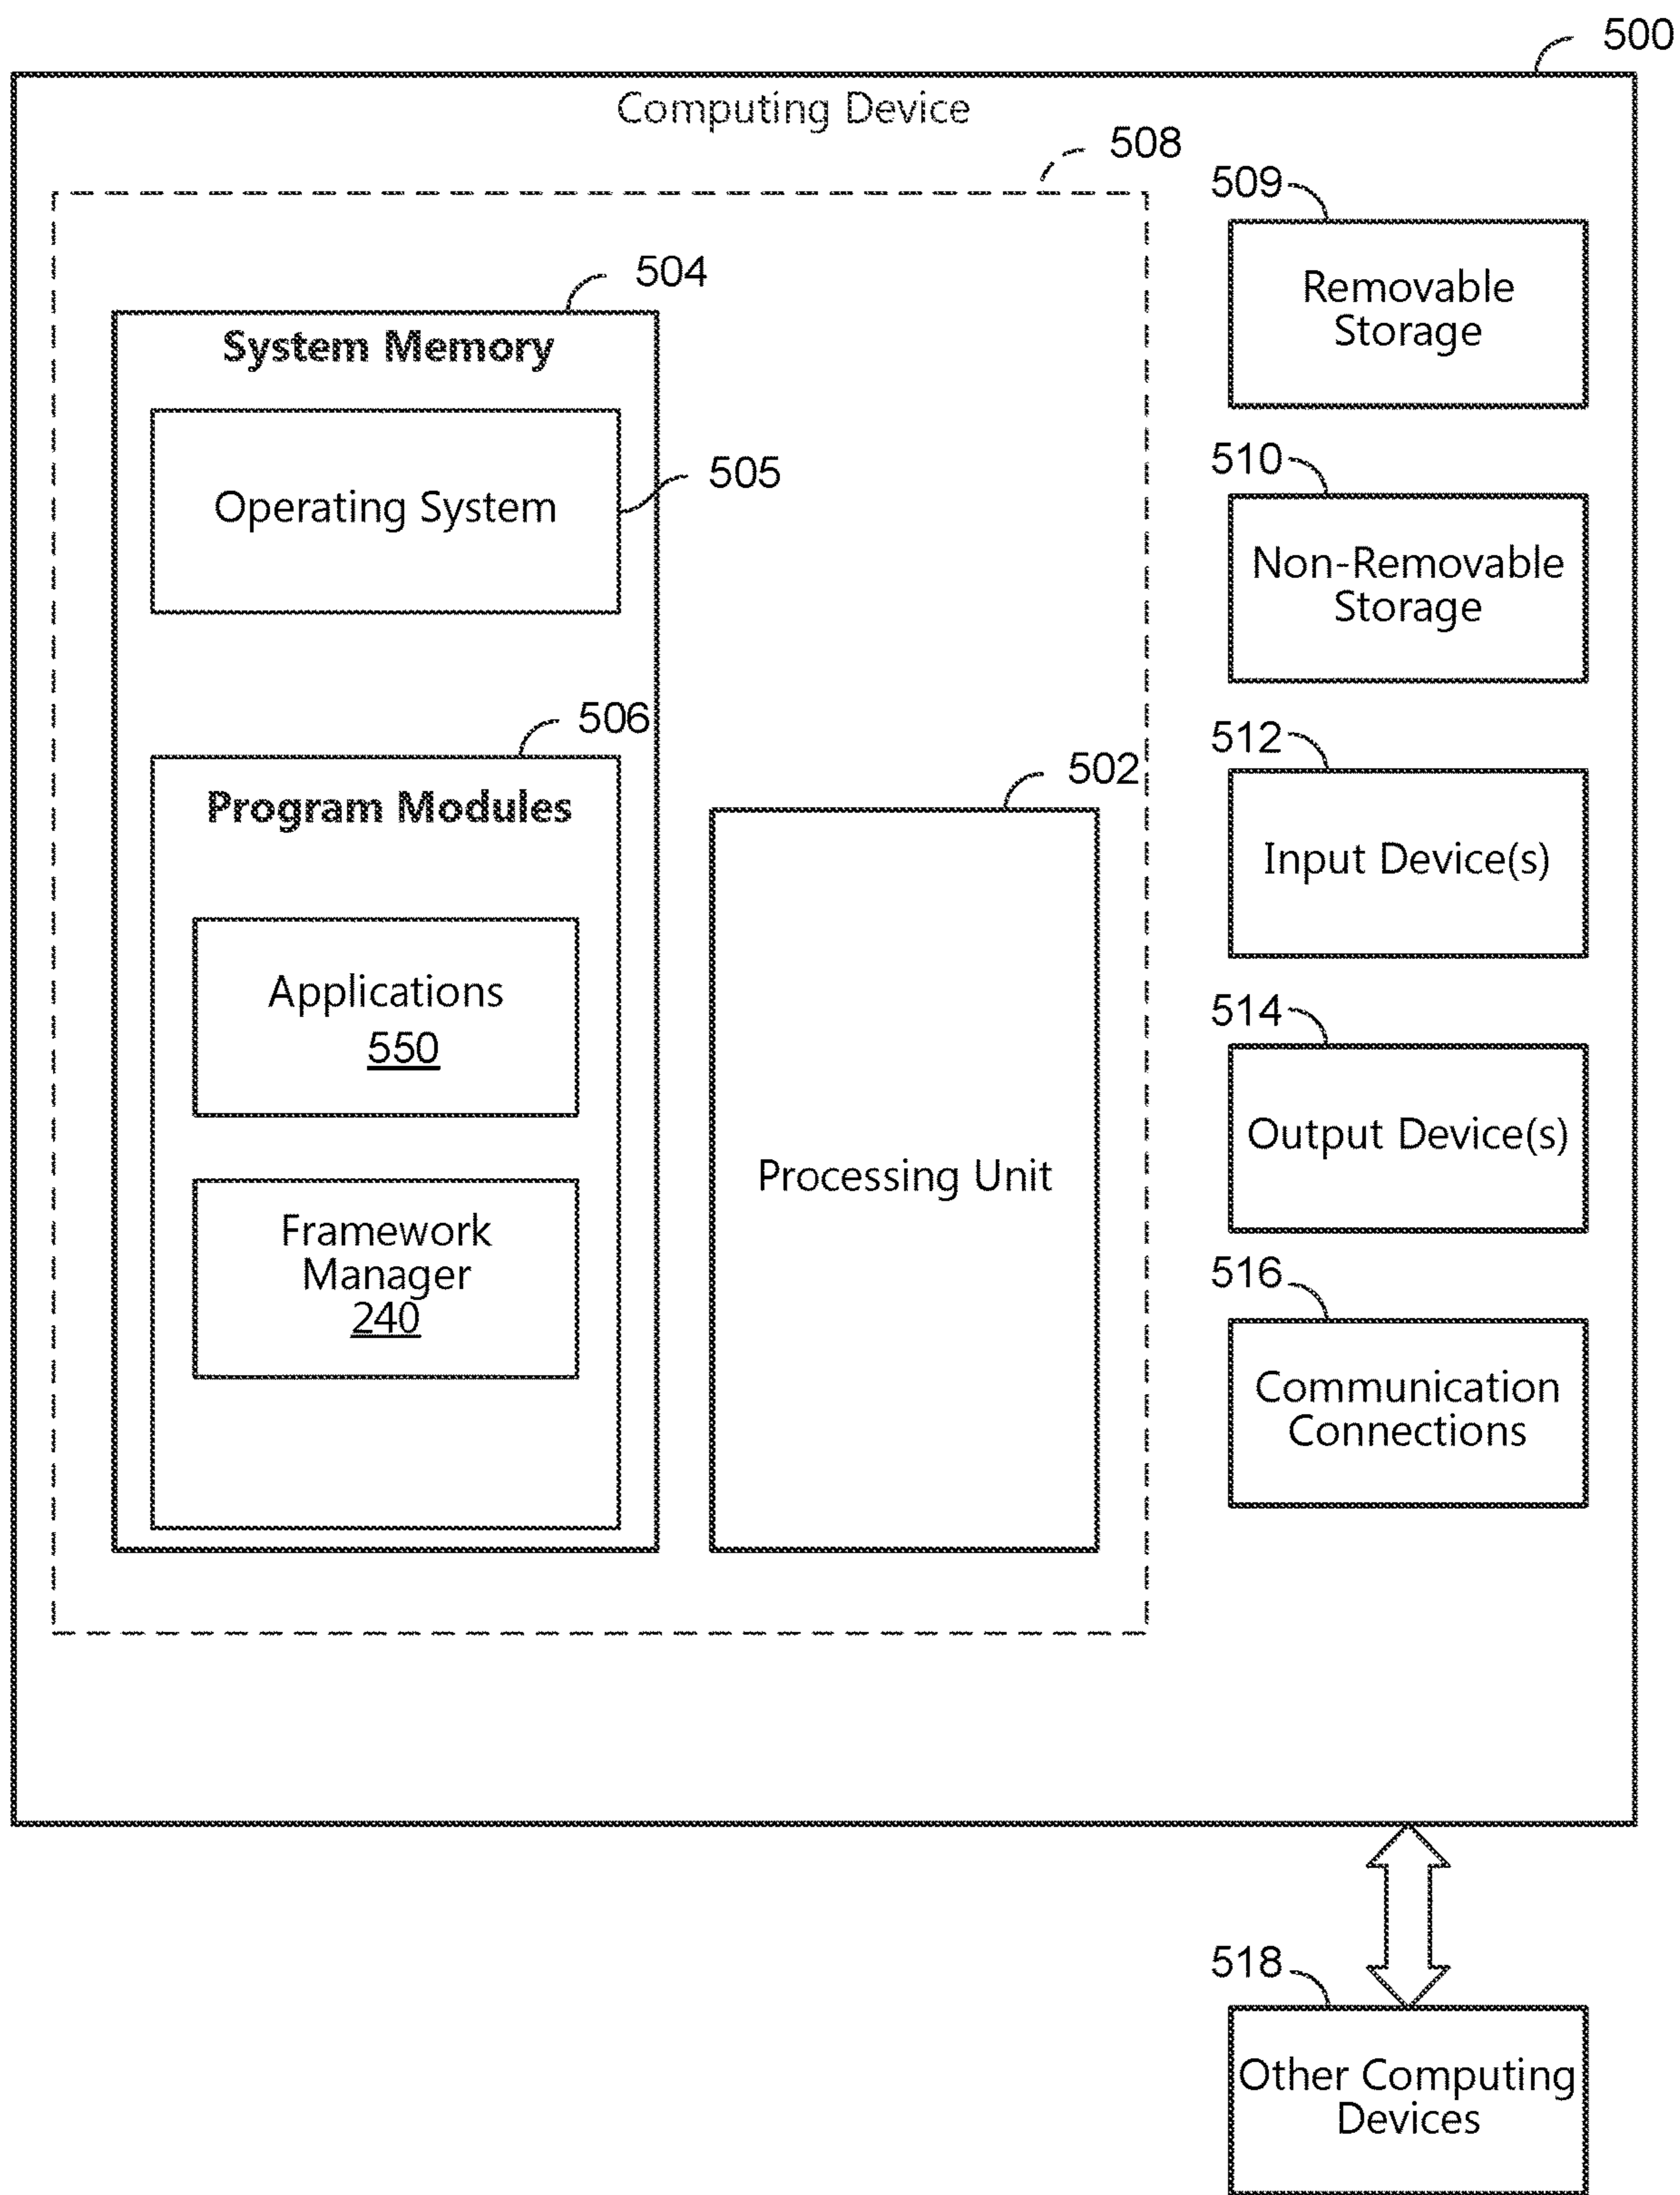 500
Computing Device
508
504
System Memory
Operating System
505
506
Program Modules
Applications
550
Framework
Manager
240
502
Processing Unit
509
Removable
Storage
510
Non-Removable
Storage
512
Input Device(s)
514
Output Device(s)
516
Communication
Connections
518
Other Computing
Devices